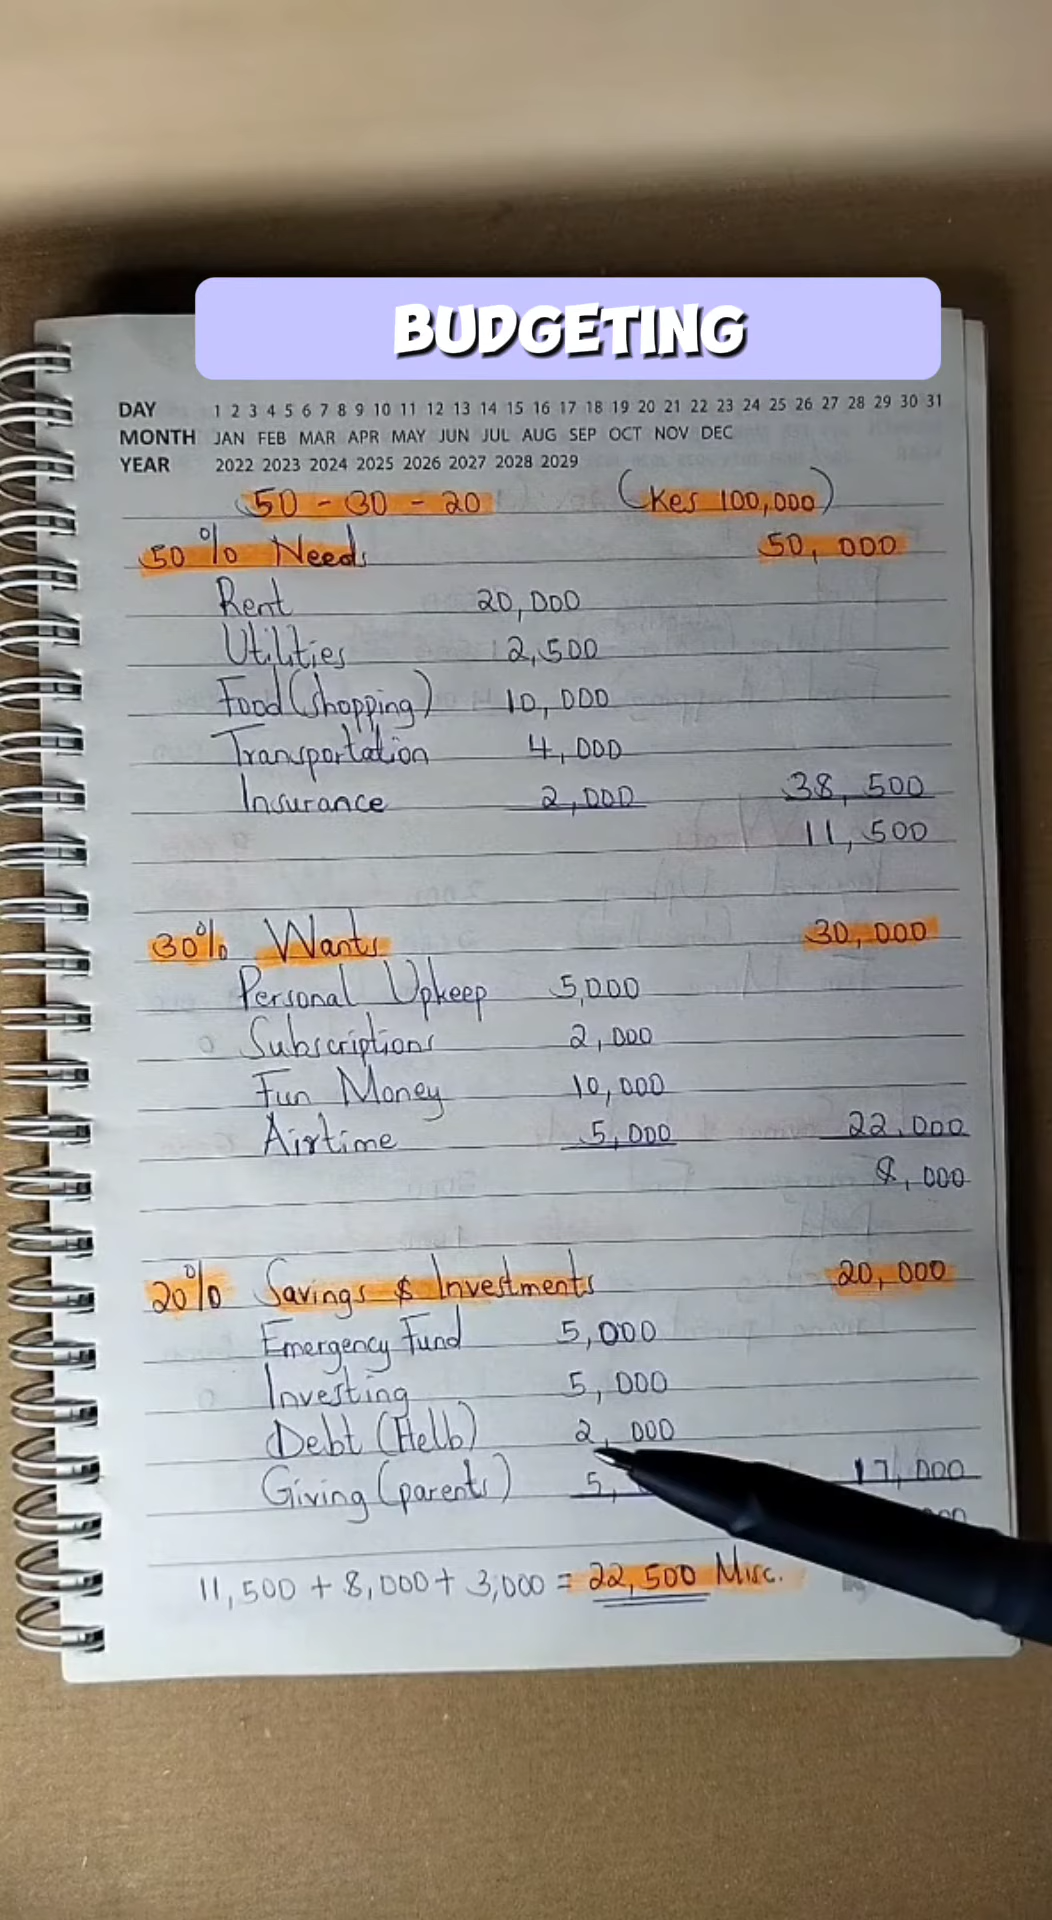 BUDGETING
DAY 1 2 3 4 5 6 7 8 9 10 11 12 13 14 15 16 17 18 19 20 21 22 23 24 25 26 27 28 29 30 31
MONTH JAN FEB MAR APR MAY JUN JUL AUG SEP OCT NOV DEC
YEAR 2022 2023 2024 2025 2026 2027 2028 2029
50 - 30 - 20 (Kes 100,000)
50% Needs 50,000
Rent 20,000
Utilities 2,500
Food (shopping) 10,000
Transportation 4,000
Insurance 2,000 38,500
11,500
30% Wants 30,000
Personal Upkeep 5,000
Subscriptions 2,000
Fun Money 10,000
Airtime 5,000 22,000
8,000
20% Savings & Investments 20,000
Emergency Fund 5,000
Investing 5,000
Debt (Helb) 2,000
Giving (parents) 5, 17,000
11,500 + 8,000 + 3,000 = 22,500 Misc.